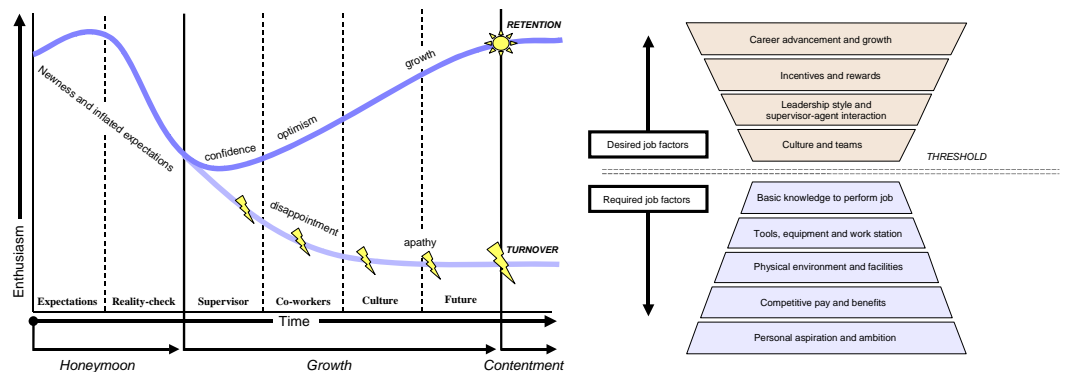 RETENTION
growth
Newness and inflated expectations
optimism
confidence
disappointment
apathy
TURNOVER
Enthusiasm
Expectations
Reality-check
Supervisor
Co-workers
Culture
Future
Time
Honeymoon
Growth
Contentment
Career advancement and growth
Incentives and rewards
Leadership style and
supervisor-agent interaction
Culture and teams
Desired job factors
THRESHOLD
Required job factors
Basic knowledge to perform job
Tools, equipment and work station
Physical environment and facilities
Competitive pay and benefits
Personal aspiration and ambition